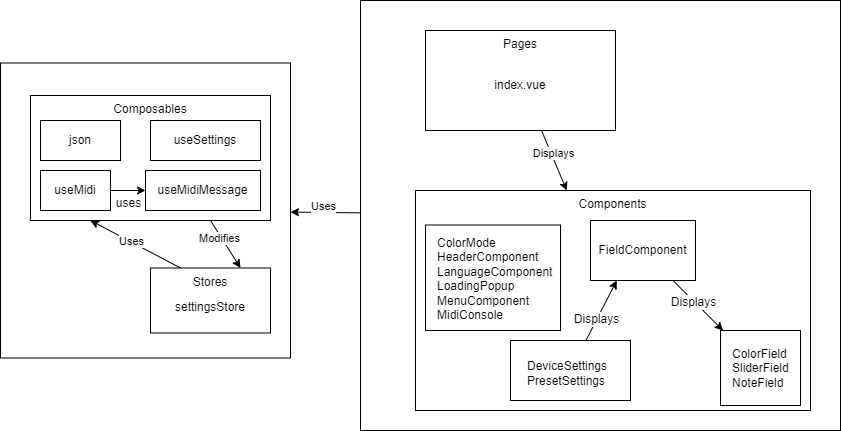 Pages
index.vue
Displays
Composables
json
useSettings
useMidi
uses
useMidiMessage
Uses
Modifies
Stores
settingsStore
Uses
Components
ColorMode
HeaderComponent
LanguageComponent
LoadingPopup
MenuComponent
MidiConsole
FieldComponent
Displays
Displays
DeviceSettings
PresetSettings
ColorField
SliderField
NoteField